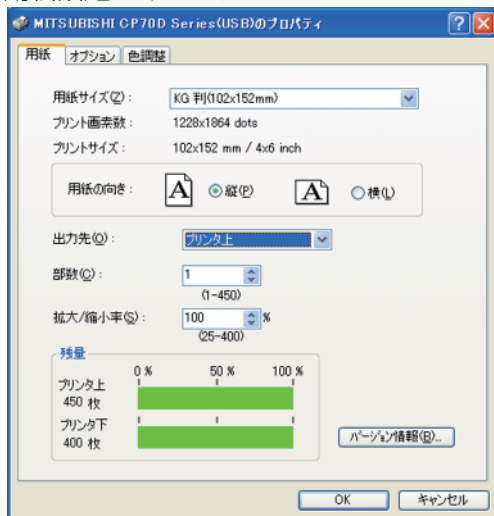 MITSUBISHI CP70D Series(USB)のプロパティ
用紙 オプション 色調整
用紙サイズ(Z): KG 判(102x152mm)
プリント画素数: 1228x1864 dots
プリントサイズ: 102x152 mm / 4x6 inch
用紙の向き: A 縦(P) A 横(L)
出力先(O): プリンタ上
部数(C): 1
(1-450)
拡大/縮小率(S): 100 %
(25-400)
残量
0 % 50 % 100 %
プリンタ上
450 枚
プリンタ下
400 枚
バージョン情報(B)...
OK キャンセル